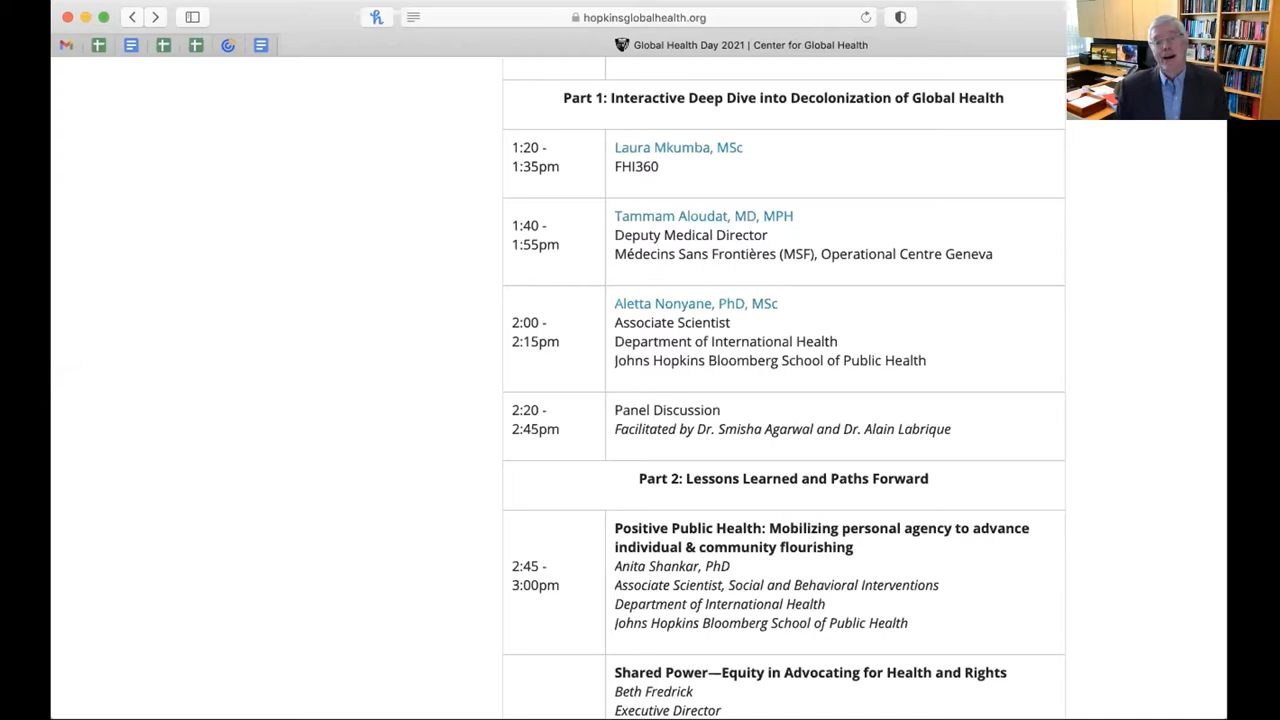 hopkinsglobalhealth.org
Global Health Day 2021 | Center for Global Health
Part 1: Interactive Deep Dive into Decolonization of Global Health
1:20 -
1:35pm
Laura Mkumba, MSc
FHI360
1:40 -
1:55pm
Tammam Aloudat, MD, MPH
Deputy Medical Director
Médecins Sans Frontières (MSF), Operational Centre Geneva
2:00 -
2:15pm
Aletta Nonyane, PhD, MSc
Associate Scientist
Department of International Health
Johns Hopkins Bloomberg School of Public Health
2:20 -
2:45pm
Panel Discussion
Facilitated by Dr. Smisha Agarwal and Dr. Alain Labrique
Part 2: Lessons Learned and Paths Forward
2:45 -
3:00pm
Positive Public Health: Mobilizing personal agency to advance
individual & community flourishing
Anita Shankar, PhD
Associate Scientist, Social and Behavioral Interventions
Department of International Health
Johns Hopkins Bloomberg School of Public Health
Shared Power—Equity in Advocating for Health and Rights
Beth Fredrick
Executive Director